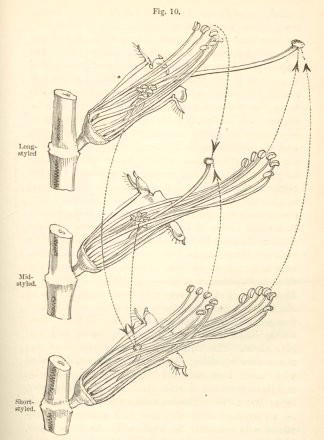 Fig. 10.
Long-
styled
Mid-
styled.
Short-
styled.